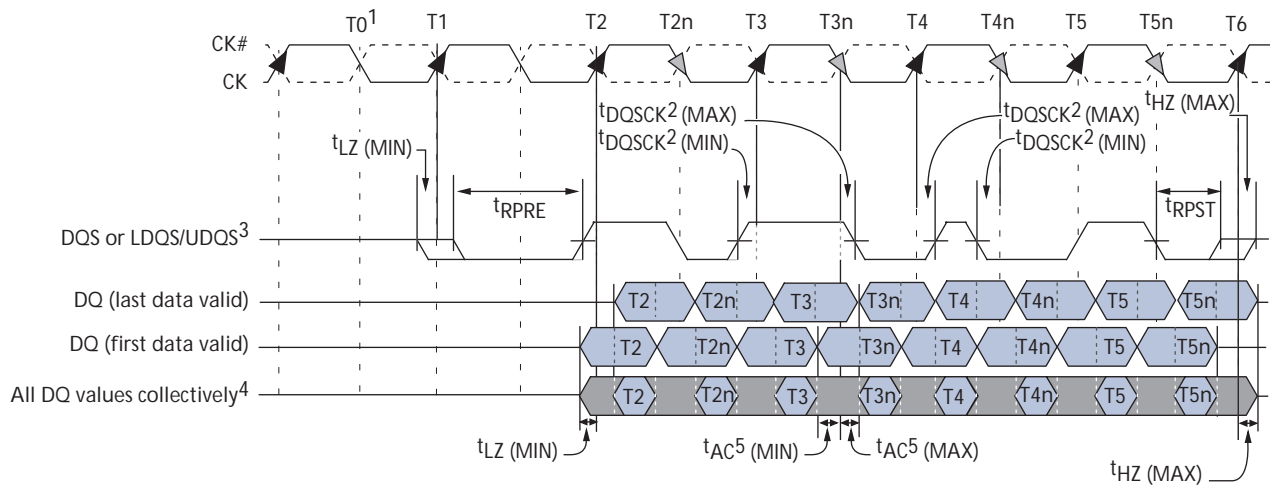 T0¹ T1 T2 T2n T3 T3n T4 T4n T5 T5n T6
CK#
CK
tHZ (MAX)
tDQSCK² (MAX) tDQSCK² (MAX)
tDQSCK² (MIN) tDQSCK² (MIN)
tLZ (MIN)
tRPRE tRPST
DQS or LDQS/UDQS³
DQ (last data valid) T2 T2n T3 T3n T4 T4n T5 T5n
DQ (first data valid) T2 T2n T3 T3n T4 T4n T5 T5n
All DQ values collectively⁴ T2 T2n T3 T3n T4 T4n T5 T5n
tLZ (MIN) tAC⁵ (MIN) tAC⁵ (MAX)
tHZ (MAX)